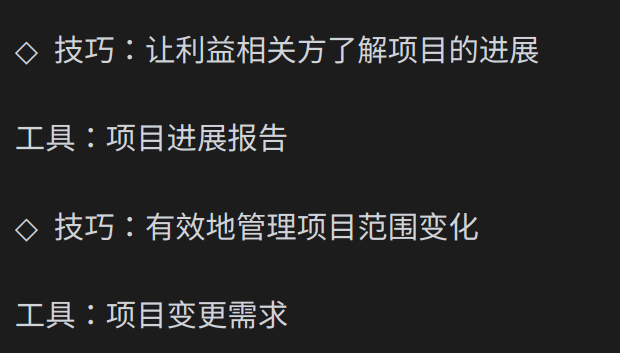 ◇ 技巧：让利益相关方了解项目的进展
工具：项目进展报告
◇ 技巧：有效地管理项目范围变化
工具：项目变更需求